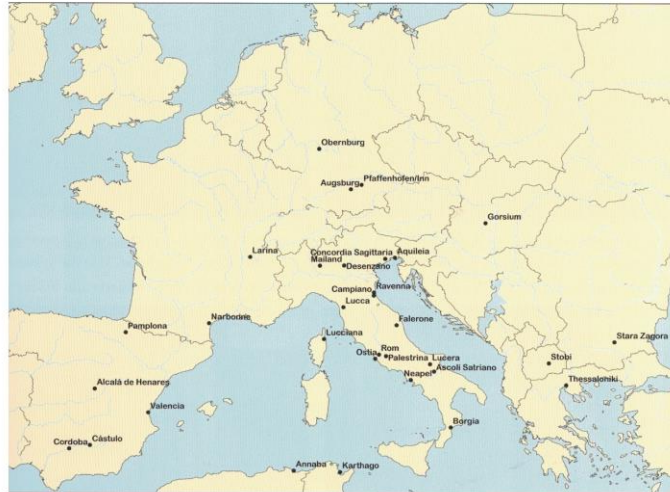 Obernburg
Augsburg
Pfaffenhofen/Inn
Gorsium
Larina
Concordia Sagittaria
Aquileia
Mailand
Desenzano
Campiano
Ravenna
Lucca
Narbonne
Pamplona
Falerone
Lucciana
Stara Zagora
Ostia
Rom
Palestrina
Lucera
Stobi
Neapel
Ascoli Satriano
Thessaloniki
Alcalá de Henares
Valencia
Borgia
Cordoba
Cástulo
Annaba
Karthago